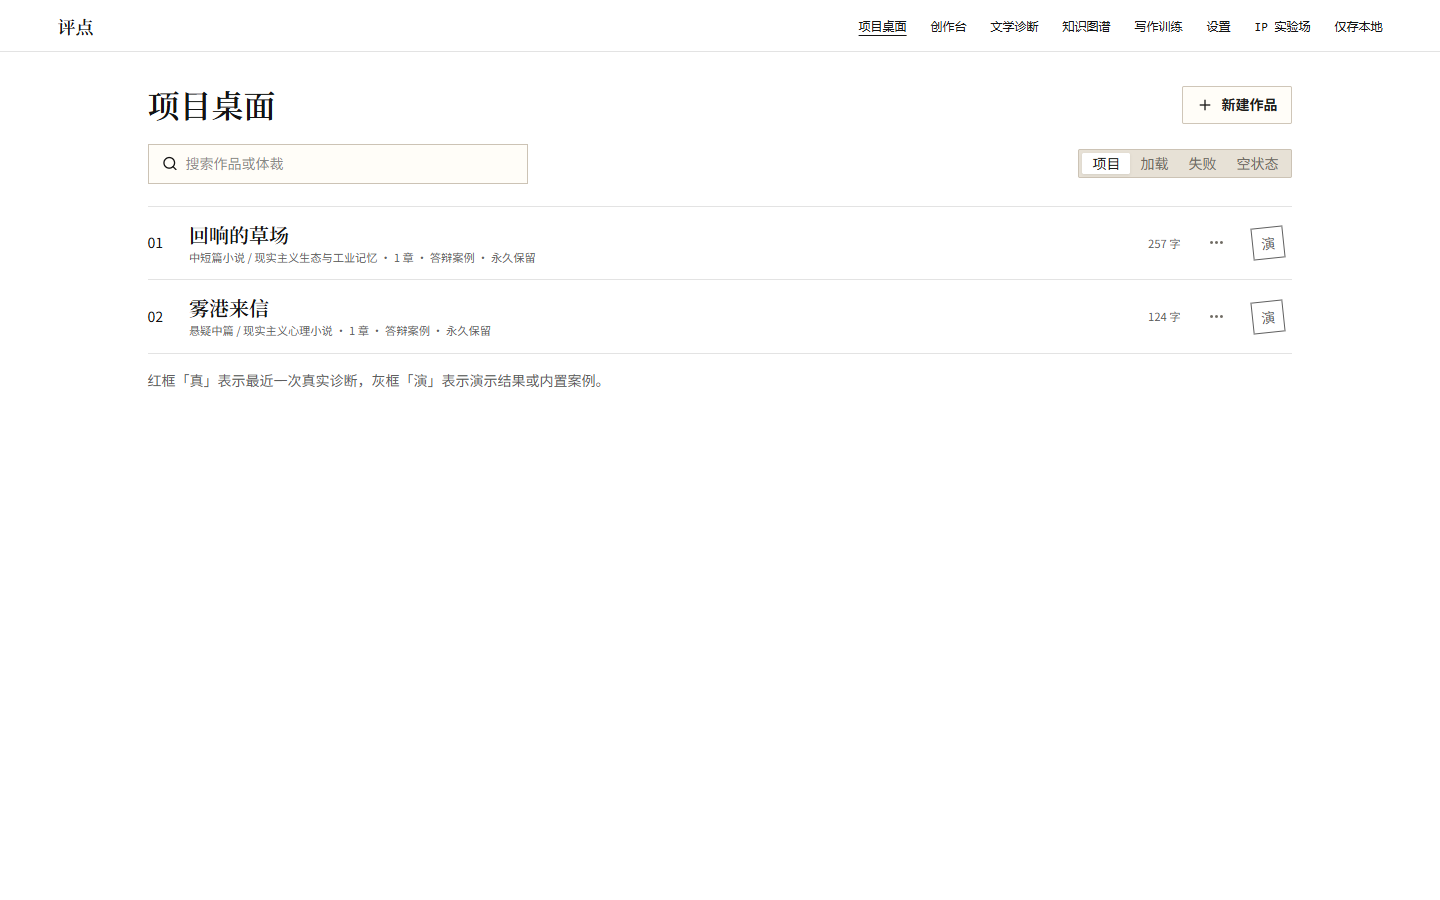 评点
项目桌面 创作台 文学诊断 知识图谱 写作训练 设置 IP 实验场 仅存本地
项目桌面
+ 新建作品
搜索作品或体裁
项目 加载 失败 空状态
01 回响的草场
中短篇小说 / 现实主义生态与工业记忆 · 1 章 · 答辩案例 · 永久保留
257 字 ··· 演
02 雾港来信
悬疑中篇 / 现实主义心理小说 · 1 章 · 答辩案例 · 永久保留
124 字 ··· 演
红框「真」表示最近一次真实诊断，灰框「演」表示演示结果或内置案例。